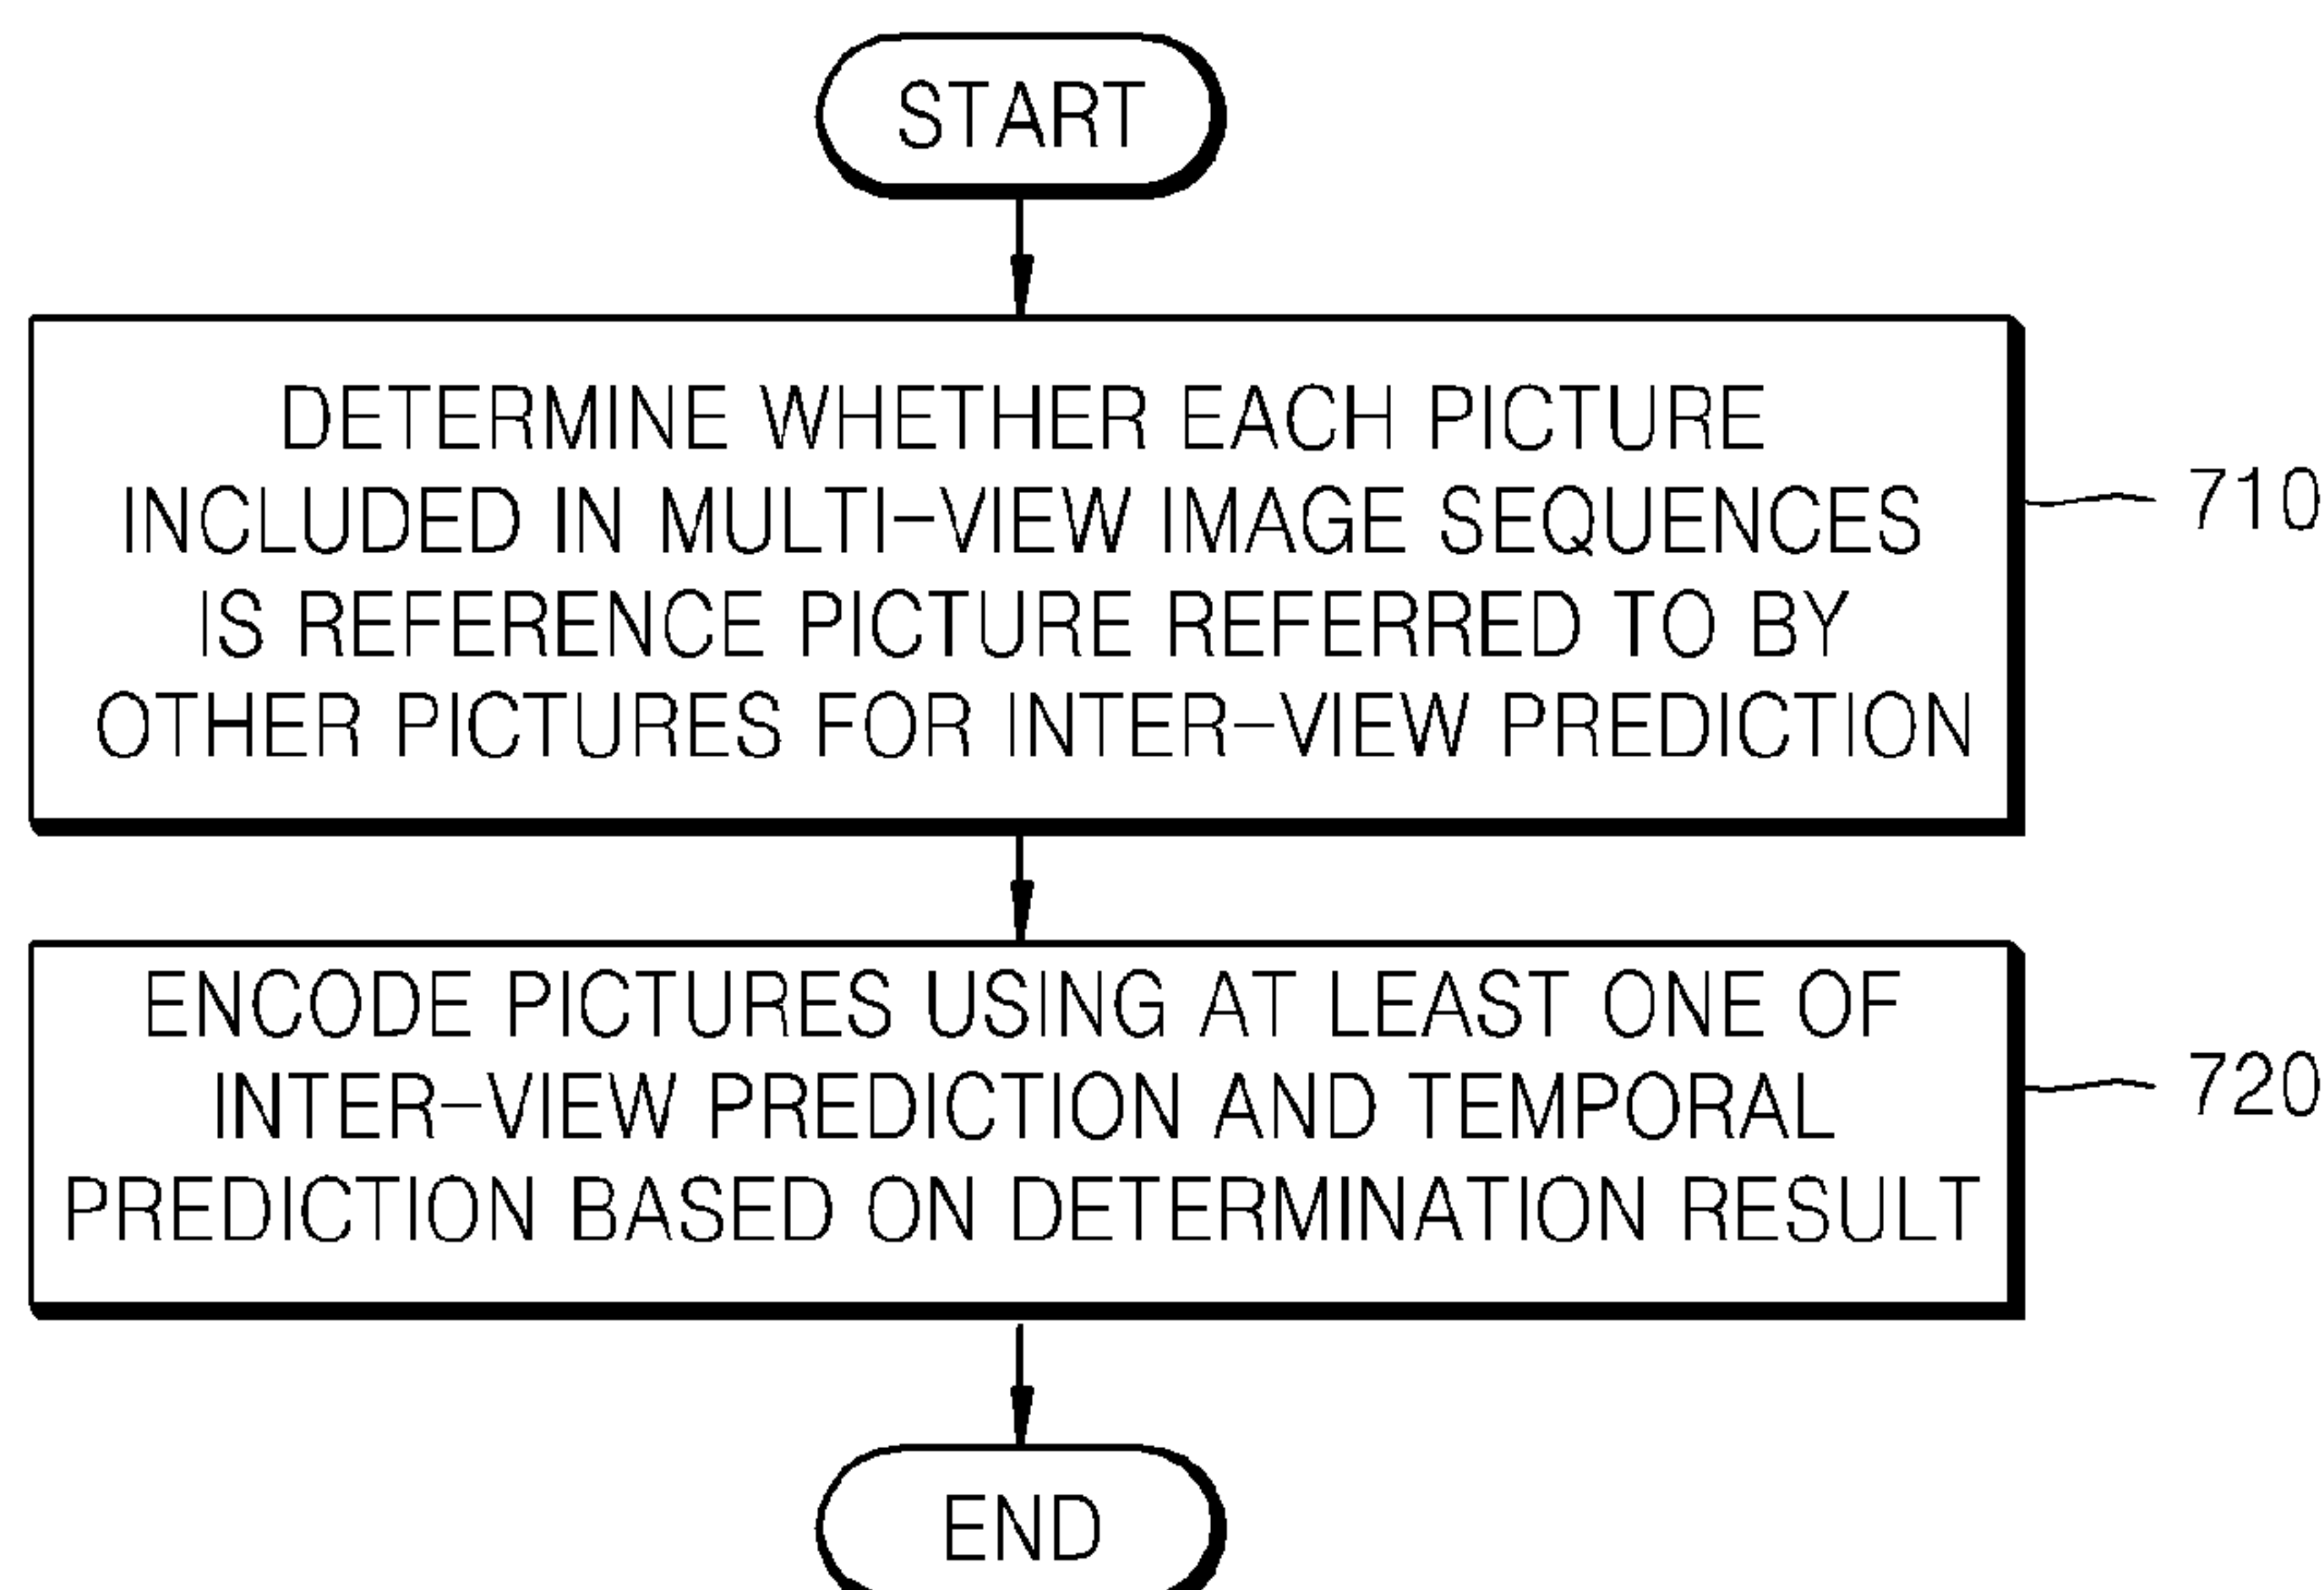 START
DETERMINE WHETHER EACH PICTURE
INCLUDED IN MULTI-VIEW IMAGE SEQUENCES
IS REFERENCE PICTURE REFERRED TO BY
OTHER PICTURES FOR INTER-VIEW PREDICTION
710
ENCODE PICTURES USING AT LEAST ONE OF
INTER-VIEW PREDICTION AND TEMPORAL
PREDICTION BASED ON DETERMINATION RESULT
720
END